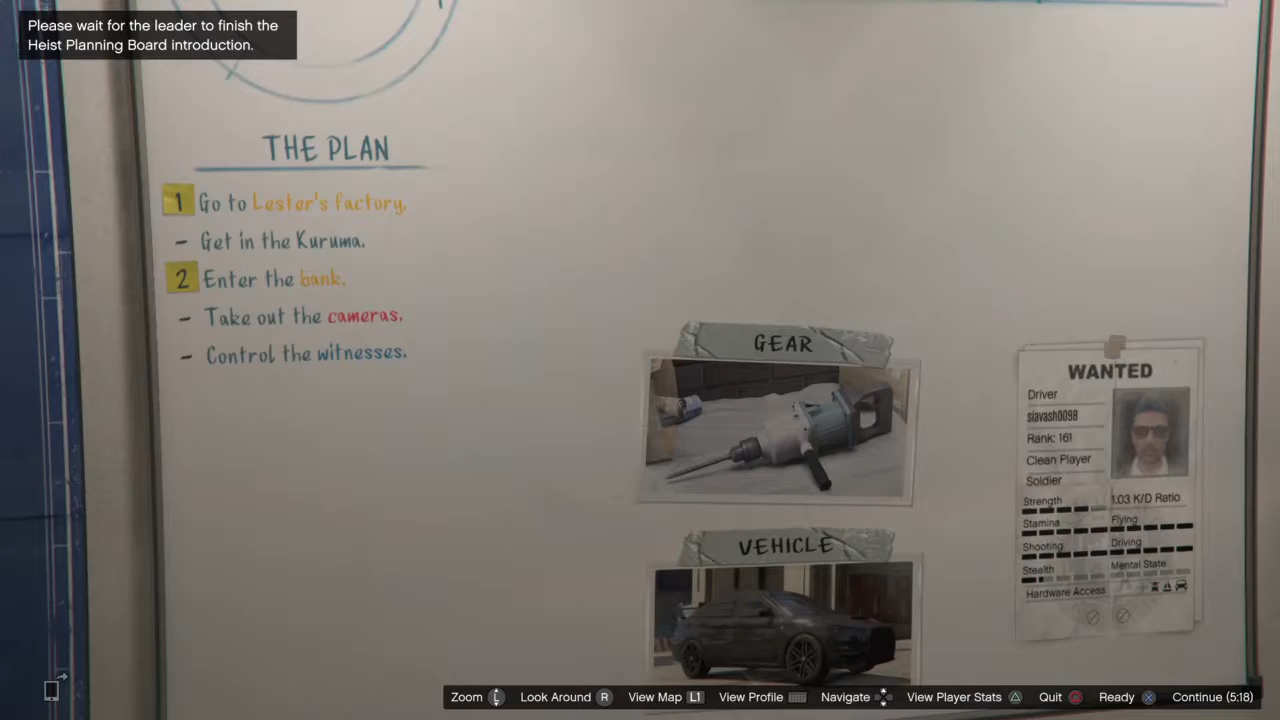 Please wait for the leader to finish the
Heist Planning Board introduction.
THE PLAN
1 Go to Lester's factory.
- Get in the Kuruma.
2 Enter the bank.
- Take out the cameras.
- Control the witnesses.
GEAR
VEHICLE
WANTED
Driver
siavash0098
Rank: 161
Clean Player
Soldier
Strength
1.03 K/D Ratio
Stamina
Flying
Shooting
Driving
Stealth
Mental State
Hardware Access
Zoom L Look Around R View Map L1 View Profile Navigate View Player Stats Quit Ready Continue (5:18)